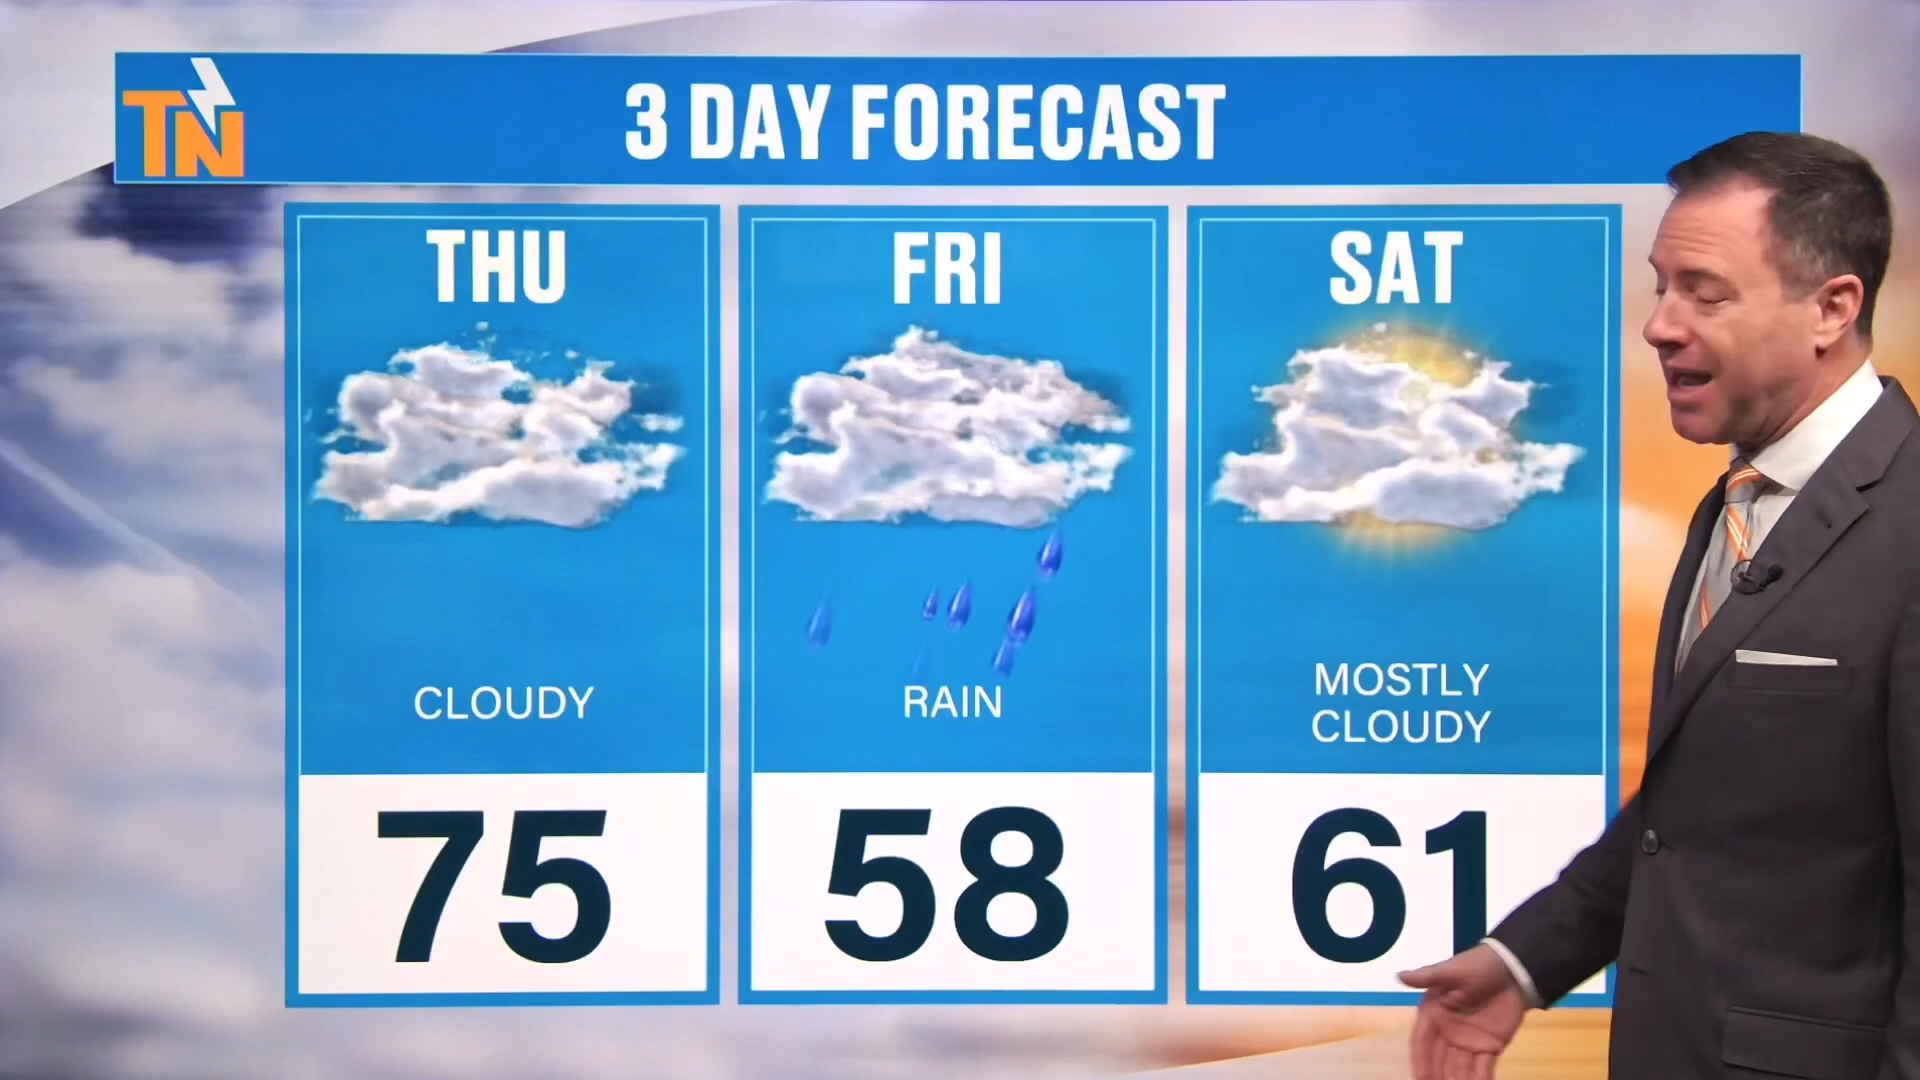 TN
3 DAY FORECAST
THU
FRI
SAT
CLOUDY
RAIN
MOSTLY
CLOUDY
75
58
61